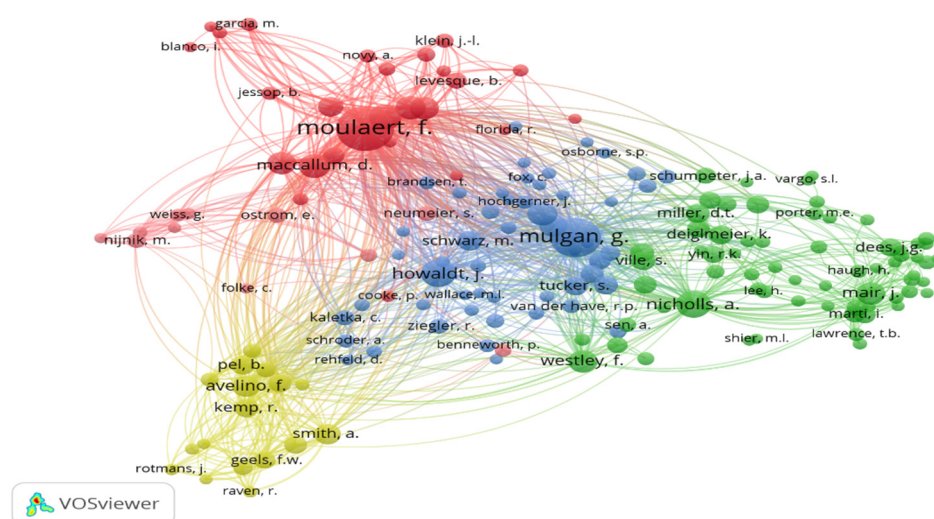 garcia, m.
blanco, i.
novy, a.
klein, j.-l.
levesque, b.
jessop, b.
moulaert, f.
florida, r.
osborne, s.p.
maccallum, d.
brandsen, t.
fox, c.
schumpeter, j.a.
vargo, s.l.
hochgerner, j.
weiss, g.
ostrom, e.
neumeier, s.
miller, d.t.
porter, m.e.
nijnik, m.
schwarz, m.
mulgan, g.
deiglmeier, k.
dees, j.g.
ville, s.
yin, r.k.
haugh, h.
howaldt, j.
folke, c.
cooke, p.
wallace, m.l.
tucker, s.
lee, h.
mair, j.
nicholls, a.
van der have, r.p.
kaletka, c.
marti, i.
ziegler, r.
sen, a.
lawrence, t.b.
schroder, a.
benneworth, p.
shier, m.l.
rehfeld, d.
westley, f.
pel, b.
avelino, f.
kemp, r.
smith, a.
geels, f.w.
rotmans, j.
raven, r.
VOSviewer